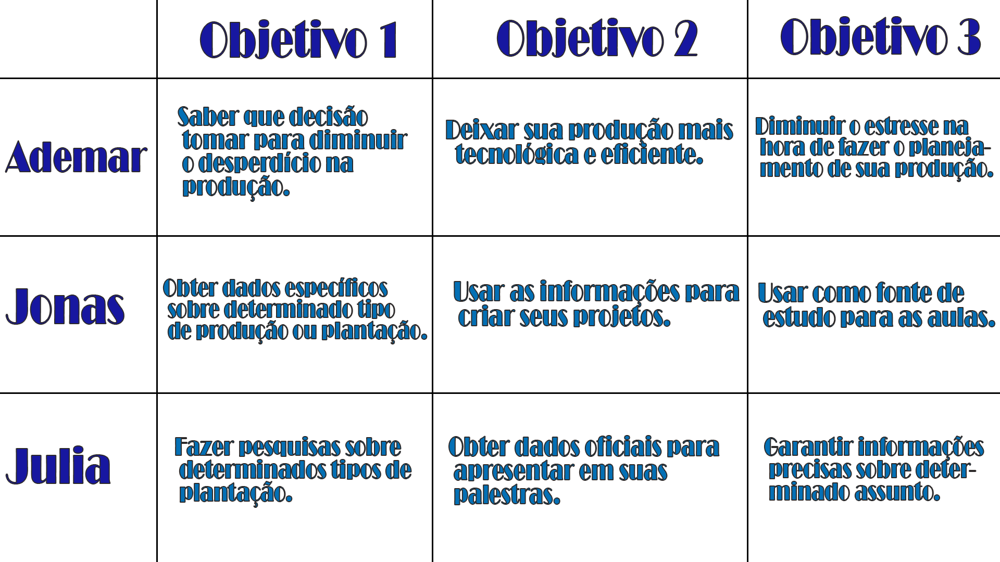 Objetivo 1
Objetivo 2
Objetivo 3
Ademar
Saber que decisão
tomar para diminuir
o desperdício na
produção.
Deixar sua produção mais
tecnológica e eficiente.
Diminuir o estresse na
hora de fazer o planeja-
mento de sua produção.
Jonas
Obter dados específicos
sobre determinado tipo
de produção ou plantação.
Usar as informações para
criar seus projetos.
Usar como fonte de
estudo para as aulas.
Julia
Fazer pesquisas sobre
determinados tipos de
plantação.
Obter dados oficiais para
apresentar em suas
palestras.
Garantir informações
precisas sobre deter-
minado assunto.